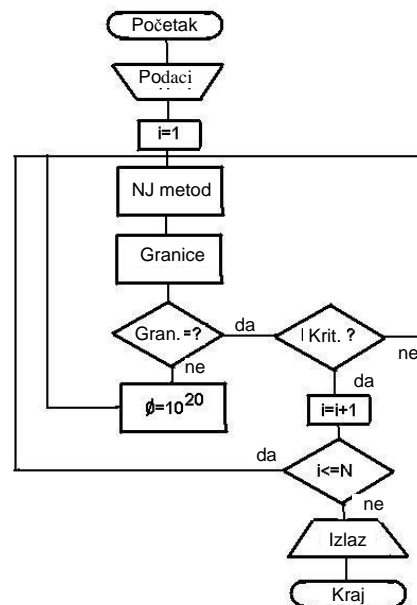 Početak
Podaci
i=1
NJ metod
Granice
Gran.=?
da
Krit. ?
ne
ne
da
ϕ=10^20
i=i+1
da
i<=N
ne
Izlaz
Kraj